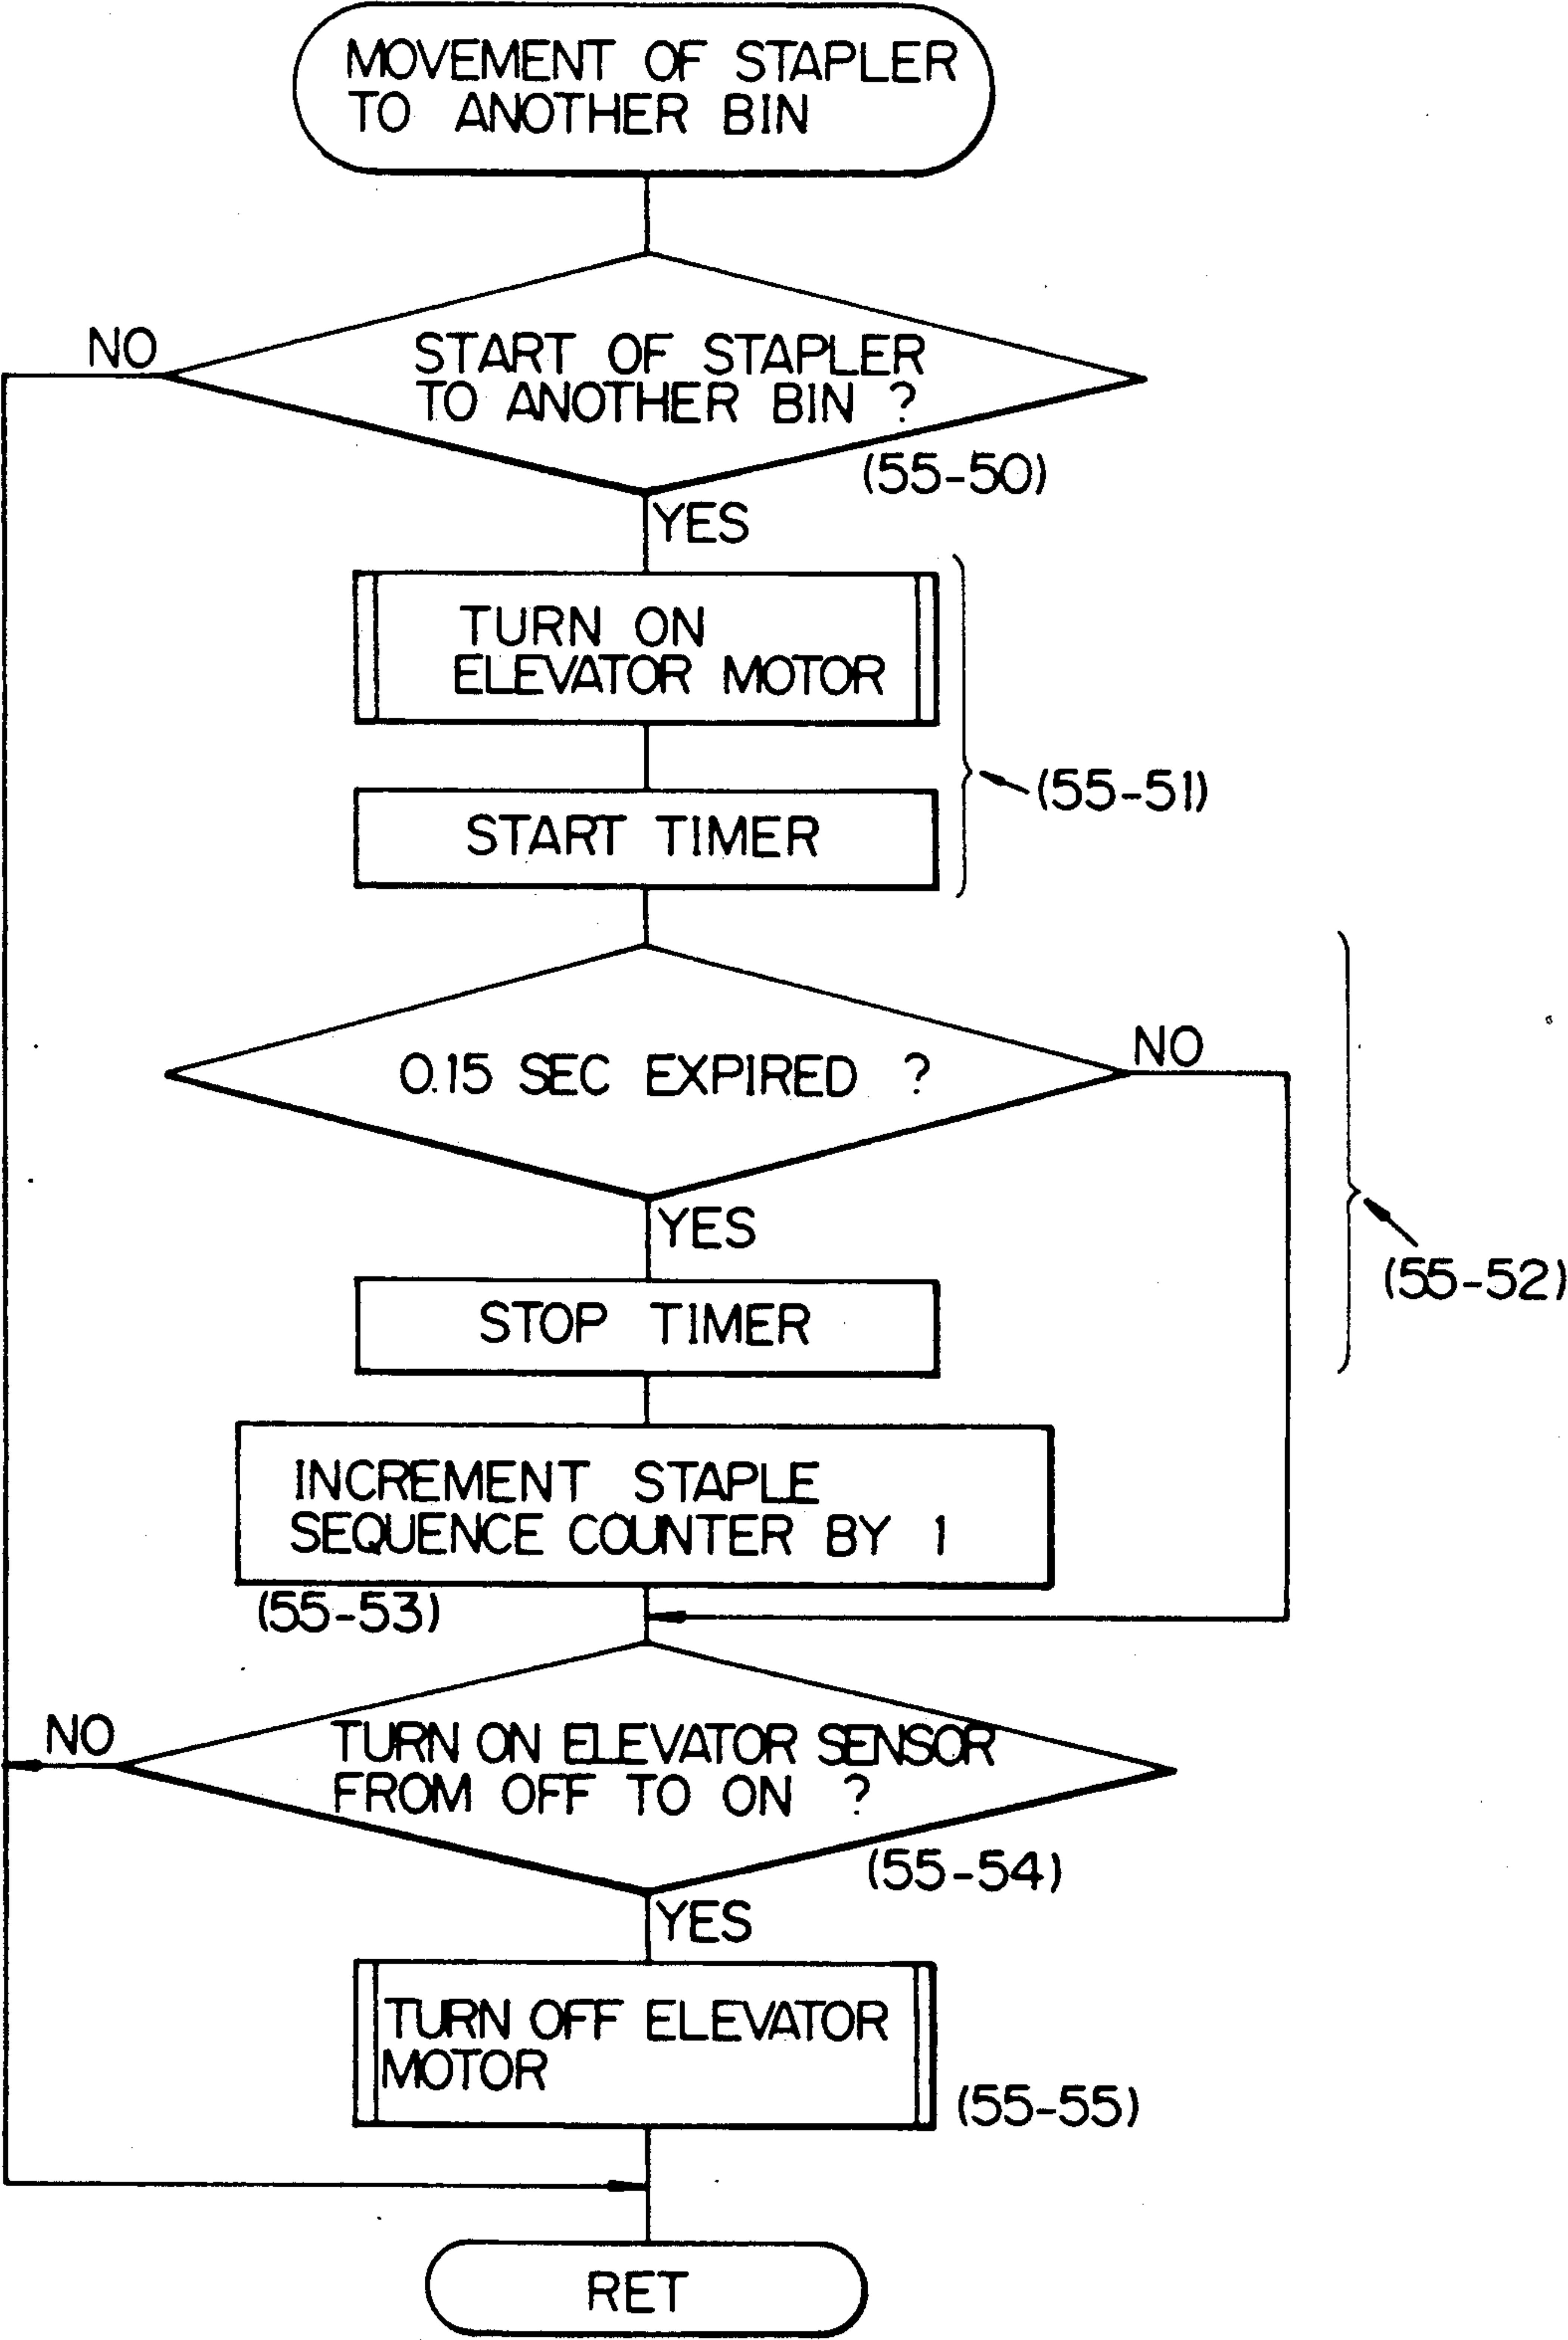 MOVEMENT OF STAPLER
TO ANOTHER BIN
NO
START OF STAPLER
TO ANOTHER BIN ?
(55-50)
YES
TURN ON
ELEVATOR MOTOR
START TIMER
(55-51)
NO
0.15 SEC EXPIRED ?
YES
(55-52)
STOP TIMER
INCREMENT STAPLE
SEQUENCE COUNTER BY 1
(55-53)
NO
TURN ON ELEVATOR SENSOR
FROM OFF TO ON ?
(55-54)
YES
TURN OFF ELEVATOR
MOTOR
(55-55)
RET